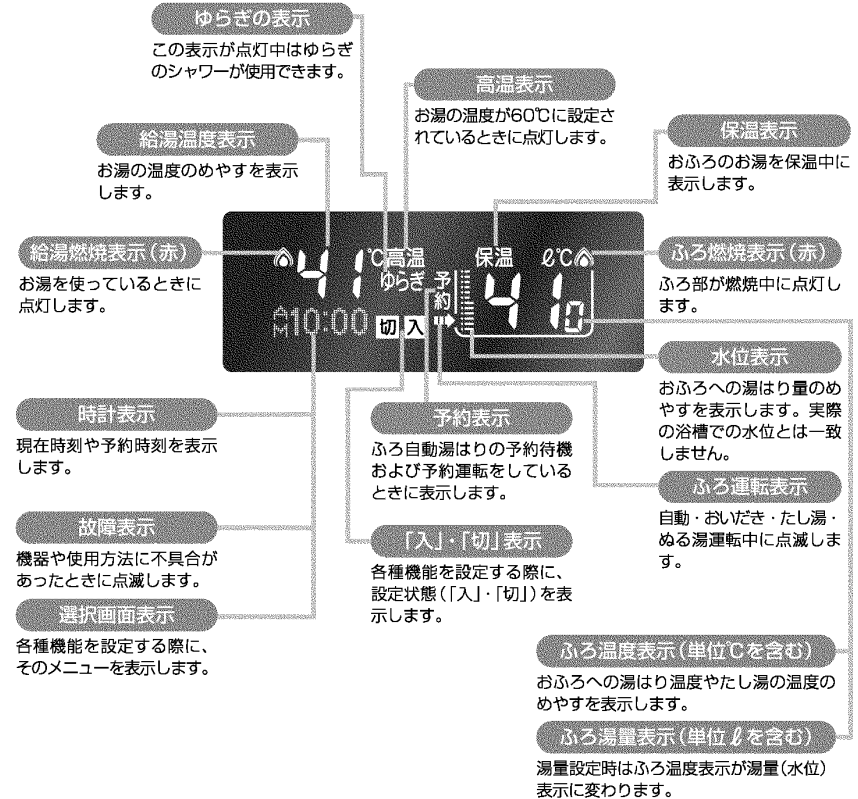 ゆらぎの表示
この表示が点灯中はゆらぎ
のシャワーが使用できます。
高温表示
お湯の温度が60℃に設定さ
れているときに点灯します。
給湯温度表示
お湯の温度のめやすを表示
します。
保温表示
おふろのお湯を保温中に
表示します。
給湯燃焼表示(赤)
お湯を使っているときに
点灯します。
41℃高温
ゆらぎ
AM10:00
切 入
予約
保温 ℓ℃
410
ふろ燃焼表示(赤)
ふろ部が燃焼中に点灯し
ます。
水位表示
おふろへの湯はり量のめ
やすを表示します。実際
の浴槽での水位とは一致
しません。
時計表示
現在時刻や予約時刻を表示
します。
予約表示
ふろ自動湯はりの予約待機
および予約運転をしている
ときに表示します。
ふろ運転表示
自動・おいだき・たし湯・
ぬる湯運転中に点滅しま
す。
故障表示
機器や使用方法に不具合が
あったときに点滅します。
「入」・「切」表示
各種機能を設定する際に、
設定状態(「入」・「切」)を表
示します。
選択画面表示
各種機能を設定する際に、
そのメニューを表示します。
ふろ温度表示(単位℃を含む)
おふろへの湯はり温度やたし湯の温度の
めやすを表示します。
ふろ湯量表示(単位ℓを含む)
湯量設定時はふろ温度表示が湯量(水位)
表示に変わります。